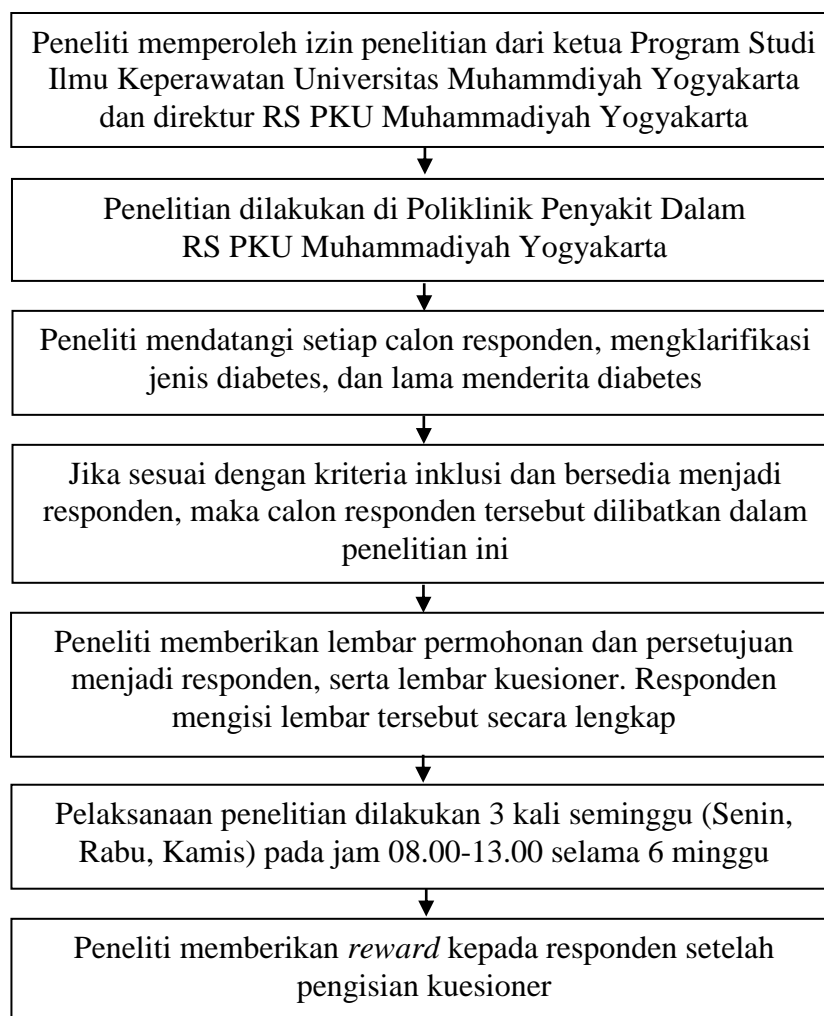 Peneliti memperoleh izin penelitian dari ketua Program Studi
Ilmu Keperawatan Universitas Muhammdiyah Yogyakarta
dan direktur RS PKU Muhammadiyah Yogyakarta
Penelitian dilakukan di Poliklinik Penyakit Dalam
RS PKU Muhammadiyah Yogyakarta
Peneliti mendatangi setiap calon responden, mengklarifikasi
jenis diabetes, dan lama menderita diabetes
Jika sesuai dengan kriteria inklusi dan bersedia menjadi
responden, maka calon responden tersebut dilibatkan dalam
penelitian ini
Peneliti memberikan lembar permohonan dan persetujuan
menjadi responden, serta lembar kuesioner. Responden
mengisi lembar tersebut secara lengkap
Pelaksanaan penelitian dilakukan 3 kali seminggu (Senin,
Rabu, Kamis) pada jam 08.00-13.00 selama 6 minggu
Peneliti memberikan reward kepada responden setelah
pengisian kuesioner